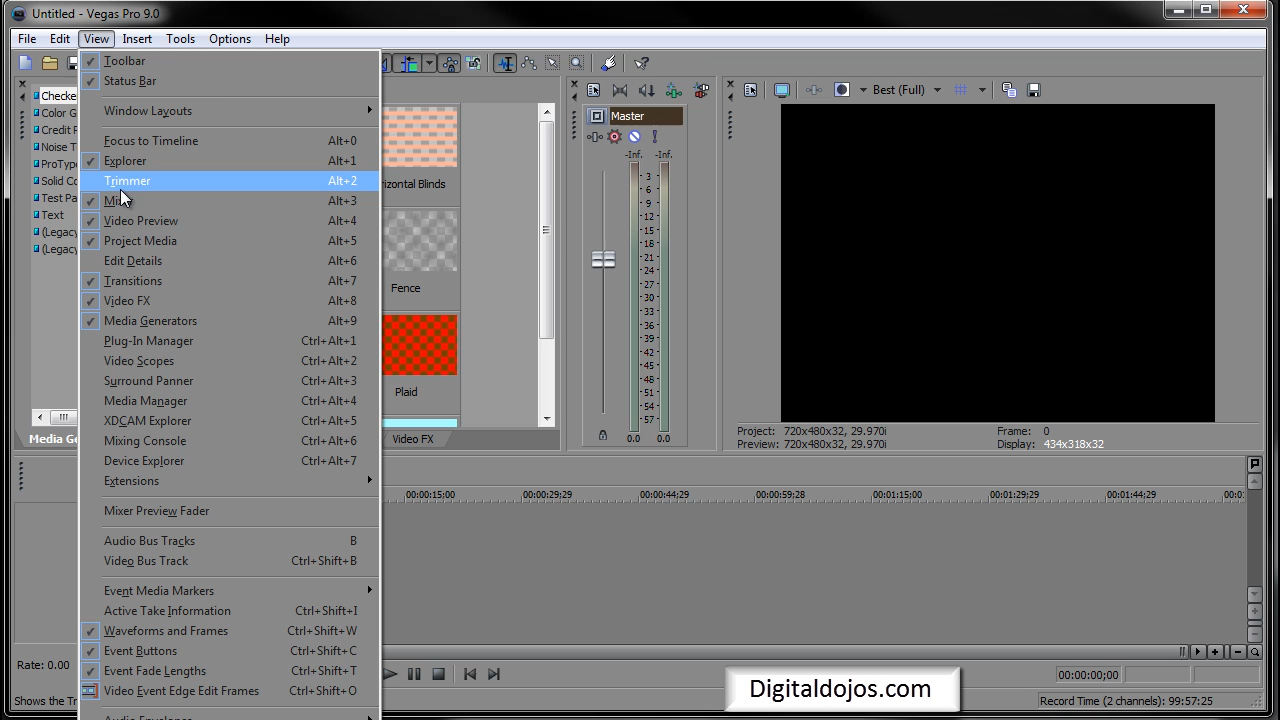 Untitled - Vegas Pro 9.0
File Edit View Insert Tools Options Help
Toolbar
Status Bar
Window Layouts
Focus to Timeline Alt+0
Explorer Alt+1
Trimmer Alt+2
Alt+3
Video Preview Alt+4
Project Media Alt+5
Edit Details Alt+6
Transitions Alt+7
Video FX Alt+8
Media Generators Alt+9
Plug-In Manager Ctrl+Alt+1
Video Scopes Ctrl+Alt+2
Surround Panner Ctrl+Alt+3
Media Manager Ctrl+Alt+4
XDCAM Explorer Ctrl+Alt+5
Mixing Console Ctrl+Alt+6
Device Explorer Ctrl+Alt+7
Extensions
Mixer Preview Fader
Audio Bus Tracks B
Video Bus Track Ctrl+Shift+B
Event Media Markers
Active Take Information Ctrl+Shift+I
Waveforms and Frames Ctrl+Shift+W
Event Buttons Ctrl+Shift+C
Event Fade Lengths Ctrl+Shift+T
Video Event Edge Edit Frames Ctrl+Shift+O
Checke
Color G
Credit R
Noise T
ProType
Solid Co
Test Pa
Text
(Legacy
(Legacy
Media Ge
Rate: 0.00
Shows the Tr
izontal Blinds
Fence
Plaid
Video FX
Master
-Inf. -Inf.
3
6
9
12
15
18
21
24
27
30
33
36
39
42
45
48
51
54
57
0.0 0.0
Best (Full)
Project: 720x480x32, 29.970i Frame: 0
Preview: 720x480x32, 29.970i Display: 434x318x32
00:00:15;00 00:00:29;29 00:00:44;29 00:00:59;28 00:01:15;00 00:01:29;29 00:01:44;29 00:0
00:00:00;00
Digitaldojos.com
Record Time (2 channels): 99:57:25